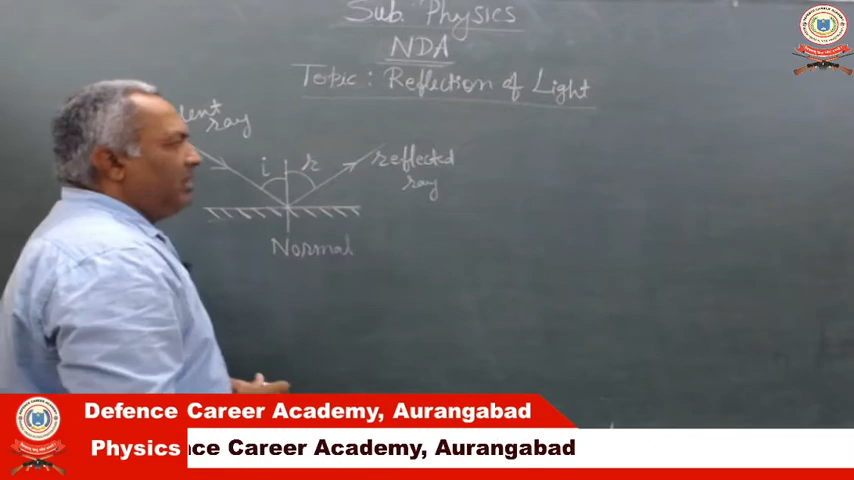 Sub. Physics
NDA
Topic : Reflection of Light
ray
i
r
reflected
ray
Normal
Defence Career Academy, Aurangabad
Physics
nce Career Academy, Aurangabad